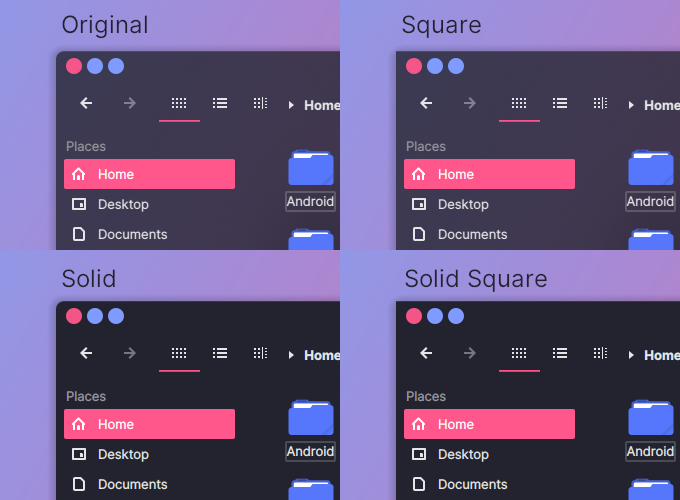 Original
Home
Places
Home
Android
Desktop
Documents
Square
Home
Places
Home
Android
Desktop
Documents
Solid
Home
Places
Home
Android
Desktop
Documents
Solid Square
Home
Places
Home
Android
Desktop
Documents